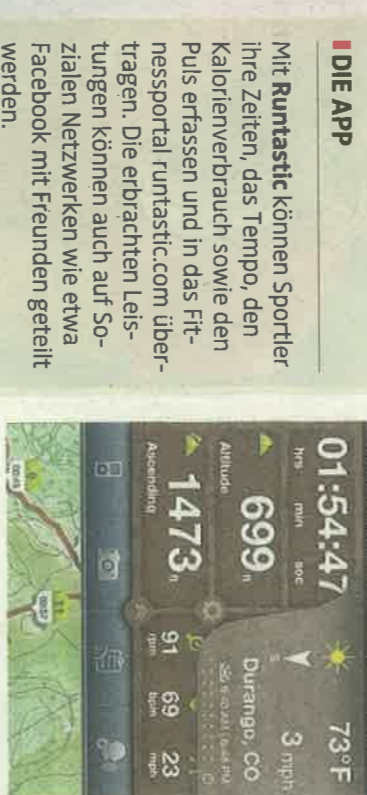 DIE APP
Mit Runtastic können Sportler
ihre Zeiten, das Tempo, den
Kalorienverbrauch sowie den
Puls erfassen und in das Fit-
nessportal runtastic.com über-
tragen. Die erbrachten Leis-
tungen können auch auf So-
zialen Netzwerken wie etwa
Facebook mit Freunden geteilt
werden.
01:54:47
hrs min sec
73°F
3 mph
S
Altitude
699 ft
Durango, CO
Ascending
1473 ft
91 rpm
69 bpm
23 mph